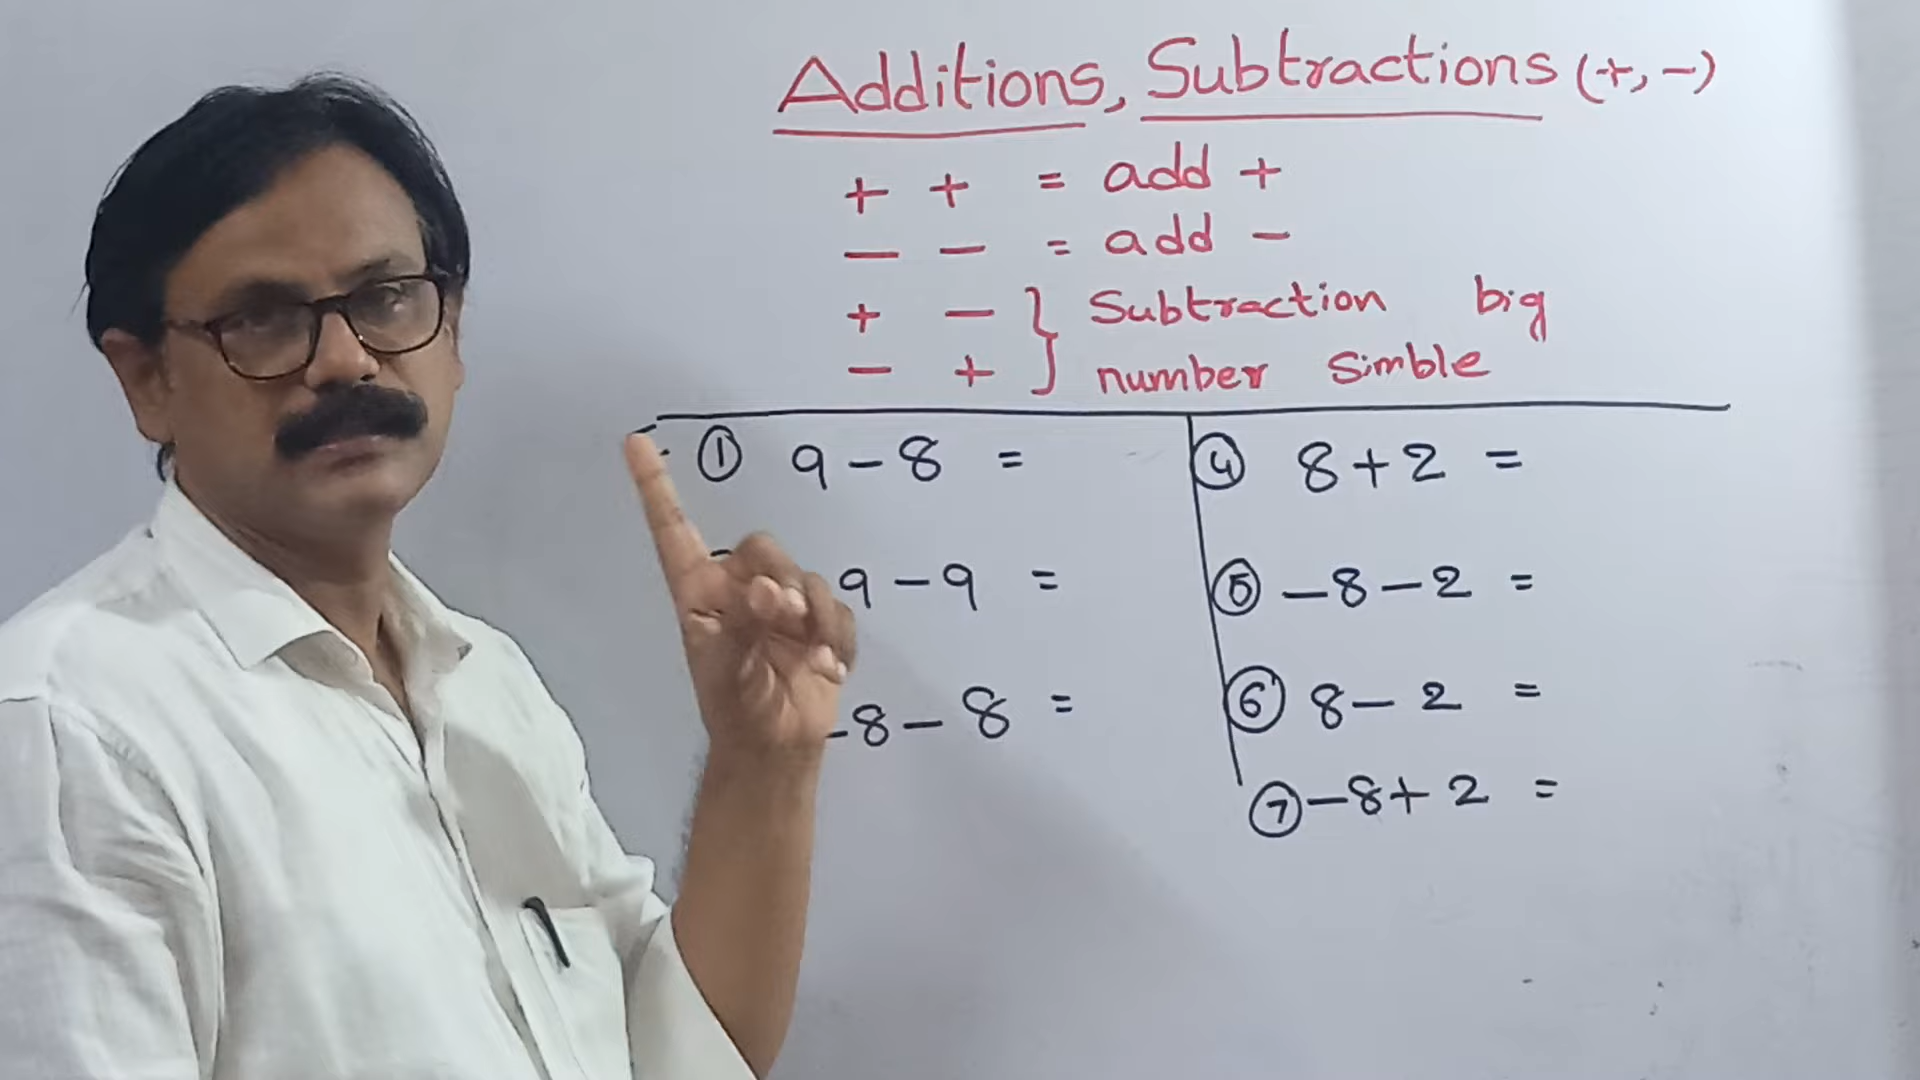 Additions, Subtractions (+, -)
+ + = add +
- - = add -
+ - } Subtraction big
- + } number Simble
① 9 - 8 =
9 - 9 =
-8 - 8 =
④ 8 + 2 =
⑤ -8 - 2 =
⑥ 8 - 2 =
⑦ -8 + 2 =